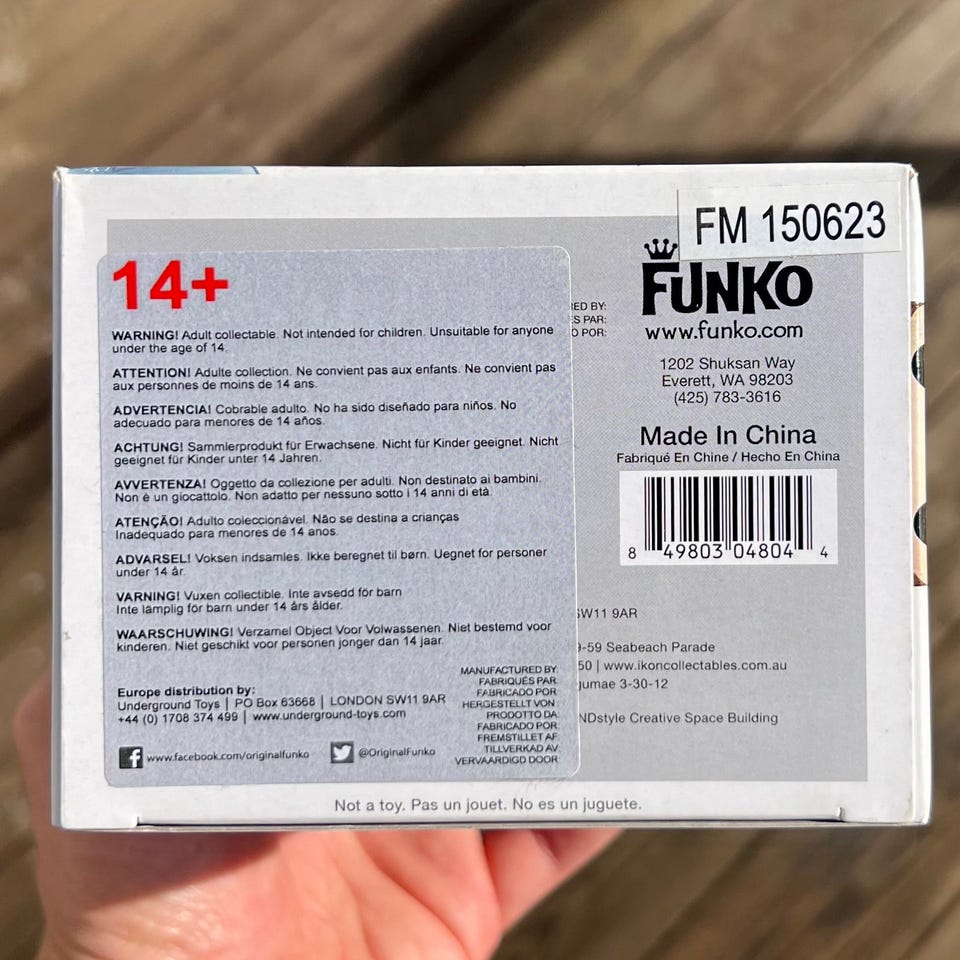 FM 150623
14+
WARNING! Adult collectable. Not intended for children. Unsuitable for anyone
under the age of 14.
ATTENTION! Adulte collection. Ne convient pas aux enfants. Ne convient pas
aux personnes de moins de 14 ans.
ADVERTENCIA! Cobrable adulto. No ha sido diseñado para niños. No
adecuado para menores de 14 años.
ACHTUNG! Sammlerprodukt für Erwachsene. Nicht für Kinder geeignet. Nicht
geeignet für Kinder unter 14 Jahren.
AVVERTENZA! Oggetto da collezione per adulti. Non destinato ai bambini.
Non è un giocattolo. Non adatto per nessuno sotto i 14 anni di età.
ATENÇÃO! Adulto coleccionável. Não se destina a crianças
Inadequado para menores de 14 anos.
ADVARSEL! Voksen indsamles. Ikke beregnet til børn. Uegnet for personer
under 14 år.
VARNING! Vuxen collectible. Inte avsedd för barn
Inte lämplig för barn under 14 års ålder.
WAARSCHUWING! Verzamel Object Voor Volwassenen. Niet bestemd voor
kinderen. Niet geschikt voor personen jonger dan 14 jaar.
Europe distribution by:
Underground Toys | PO Box 63668 | LONDON SW11 9AR
+44 (0) 1708 374 499 | www.underground-toys.com
www.facebook.com/originalfunko
@OriginalFunko
MANUFACTURED BY:
FABRIQUÉS PAR:
FABRICADO POR:
HERGESTELLT VON:
PRODOTTO DA:
FABRICADO POR:
FREMSTILLET AF:
TILLVERKAD AV:
VERVAARDIGD DOOR:
ED BY:
S PAR:
O POR:
FUNKO
www.funko.com
1202 Shuksan Way
Everett, WA 98203
(425) 783-3616
Made In China
Fabriqué En Chine / Hecho En China
8 49803 04804 4
SW11 9AR
9-59 Seabeach Parade
50 | www.ikoncollectables.com.au
gumae 3-30-12
NDstyle Creative Space Building
Not a toy. Pas un jouet. No es un juguete.